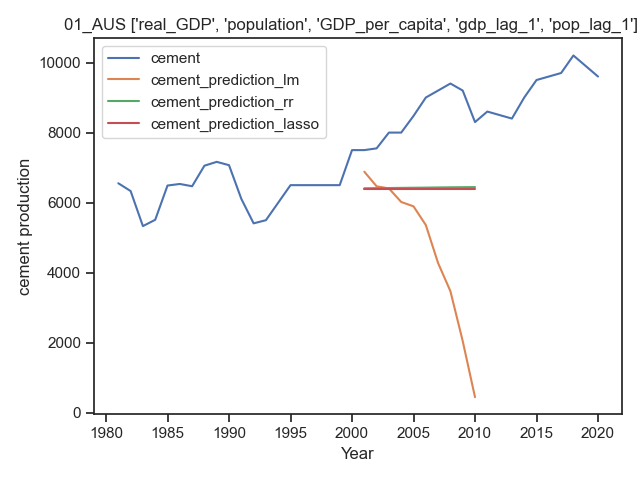 01_AUS ['real_GDP', 'population', 'GDP_per_capita', 'gdp_lag_1', 'pop_lag_1']
cement
cement_prediction_lm
cement_prediction_rr
cement_prediction_lasso
cement production
10000
8000
6000
4000
2000
0
1980 1985 1990 1995 2000 2005 2010 2015 2020
Year